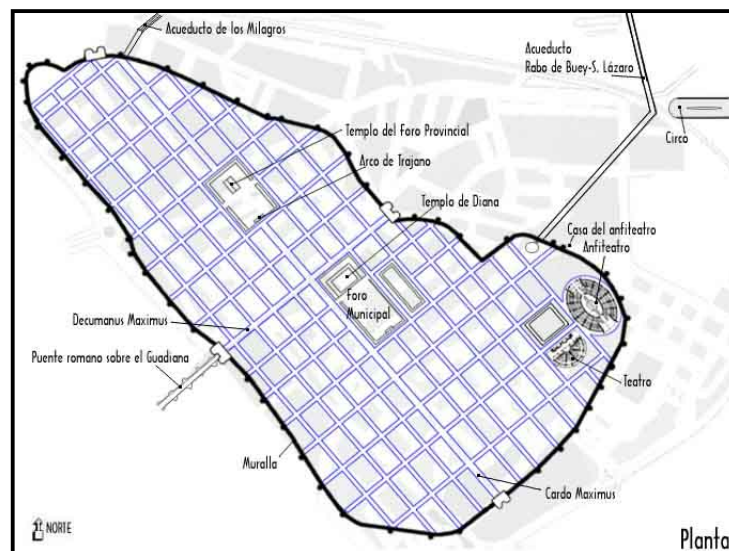 Acueducto de los Milagros
Acueducto
Rabo de Buey-S. Lázaro
Circo
Templo del Foro Provincial
Arco de Trajano
Templo de Diana
Casa del anfiteatro
Anfiteatro
Foro
Municipal
Decumanus Maximus
Puente romano sobre el Guadiana
Teatro
Muralla
Cardo Maximus
NORTE
Planta